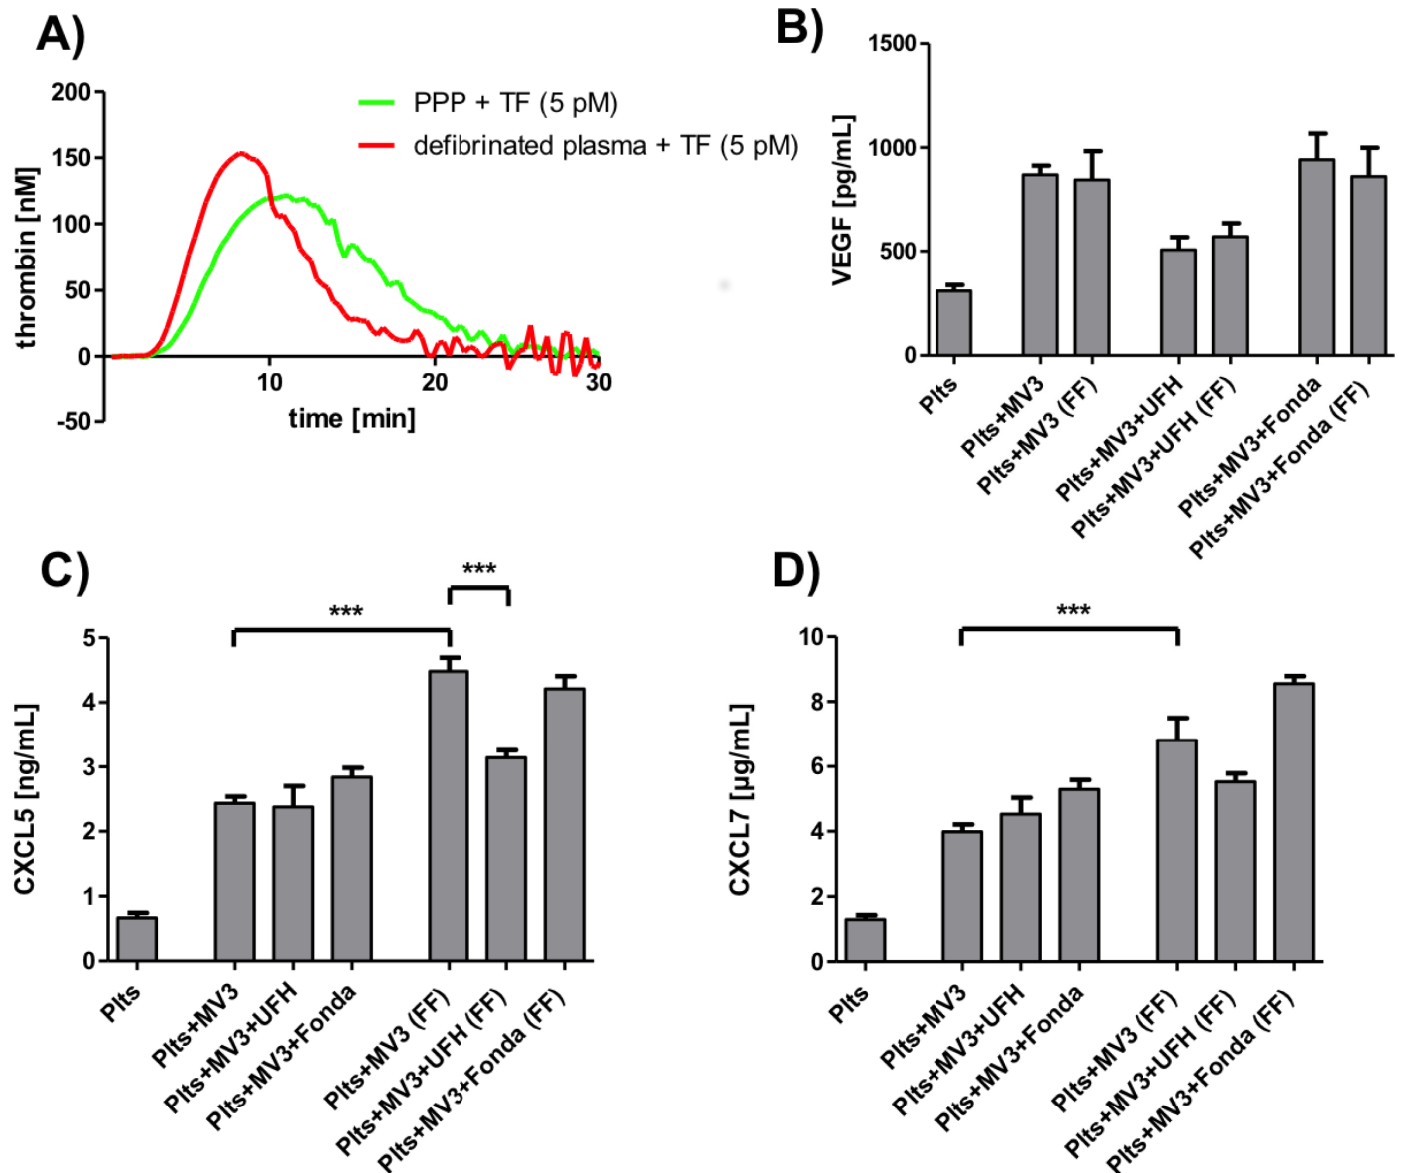 A)
200
150
100
50
0
-50
10
20
30
thrombin [nM]
time [min]
PPP + TF (5 pM)
defibrinated plasma + TF (5 pM)
B)
1500
1000
500
0
VEGF [pg/mL]
Plts
Plts+MV3
Plts+MV3 (FF)
Plts+MV3+UFH
Plts+MV3+UFH (FF)
Plts+MV3+Fonda
Plts+MV3+Fonda (FF)
C)
***
***
5
4
3
2
1
0
CXCL5 [ng/mL]
Plts
Plts+MV3
Plts+MV3+UFH
Plts+MV3+Fonda
Plts+MV3 (FF)
Plts+MV3+UFH (FF)
Plts+MV3+Fonda (FF)
D)
***
10
8
6
4
2
0
CXCL7 [µg/mL]
Plts
Plts+MV3
Plts+MV3+UFH
Plts+MV3+Fonda
Plts+MV3 (FF)
Plts+MV3+UFH (FF)
Plts+MV3+Fonda (FF)